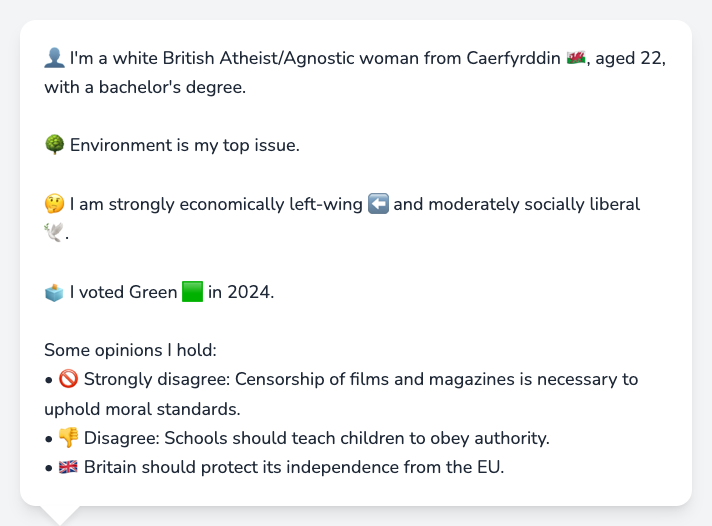 👤 I'm a white British Atheist/Agnostic woman from Caerfyrddin 🏴󠁧󠁢󠁷󠁬󠁳󠁿, aged 22,
with a bachelor's degree.
🌳 Environment is my top issue.
🤔 I am strongly economically left-wing ⬅️ and moderately socially liberal
🕊️.
🗳️ I voted Green 🟩 in 2024.
Some opinions I hold:
• 🚫 Strongly disagree: Censorship of films and magazines is necessary to
uphold moral standards.
• 👎 Disagree: Schools should teach children to obey authority.
• 🇬🇧 Britain should protect its independence from the EU.